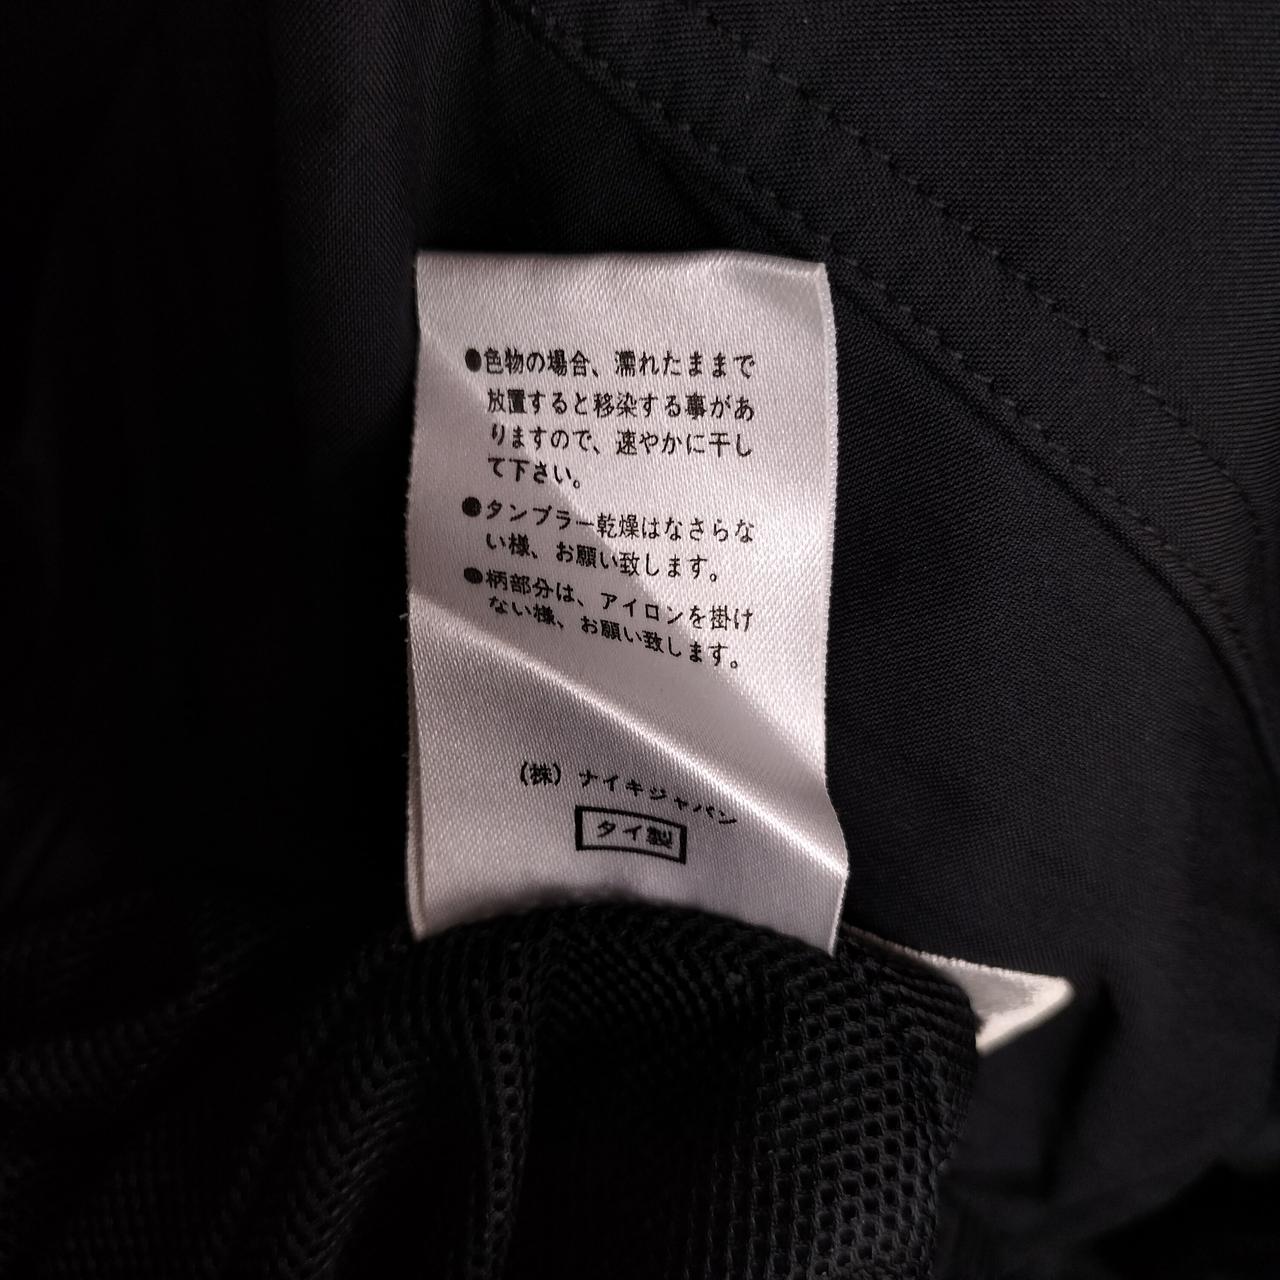 ●色物の場合、濡れたままで
放置すると移染する事があ
りますので、速やかに干し
て下さい。
●タンブラー乾燥はなさらな
い様、お願い致します。
●柄部分は、アイロンを掛け
ない様、お願い致します。
(株)ナイキジャパン
タイ製